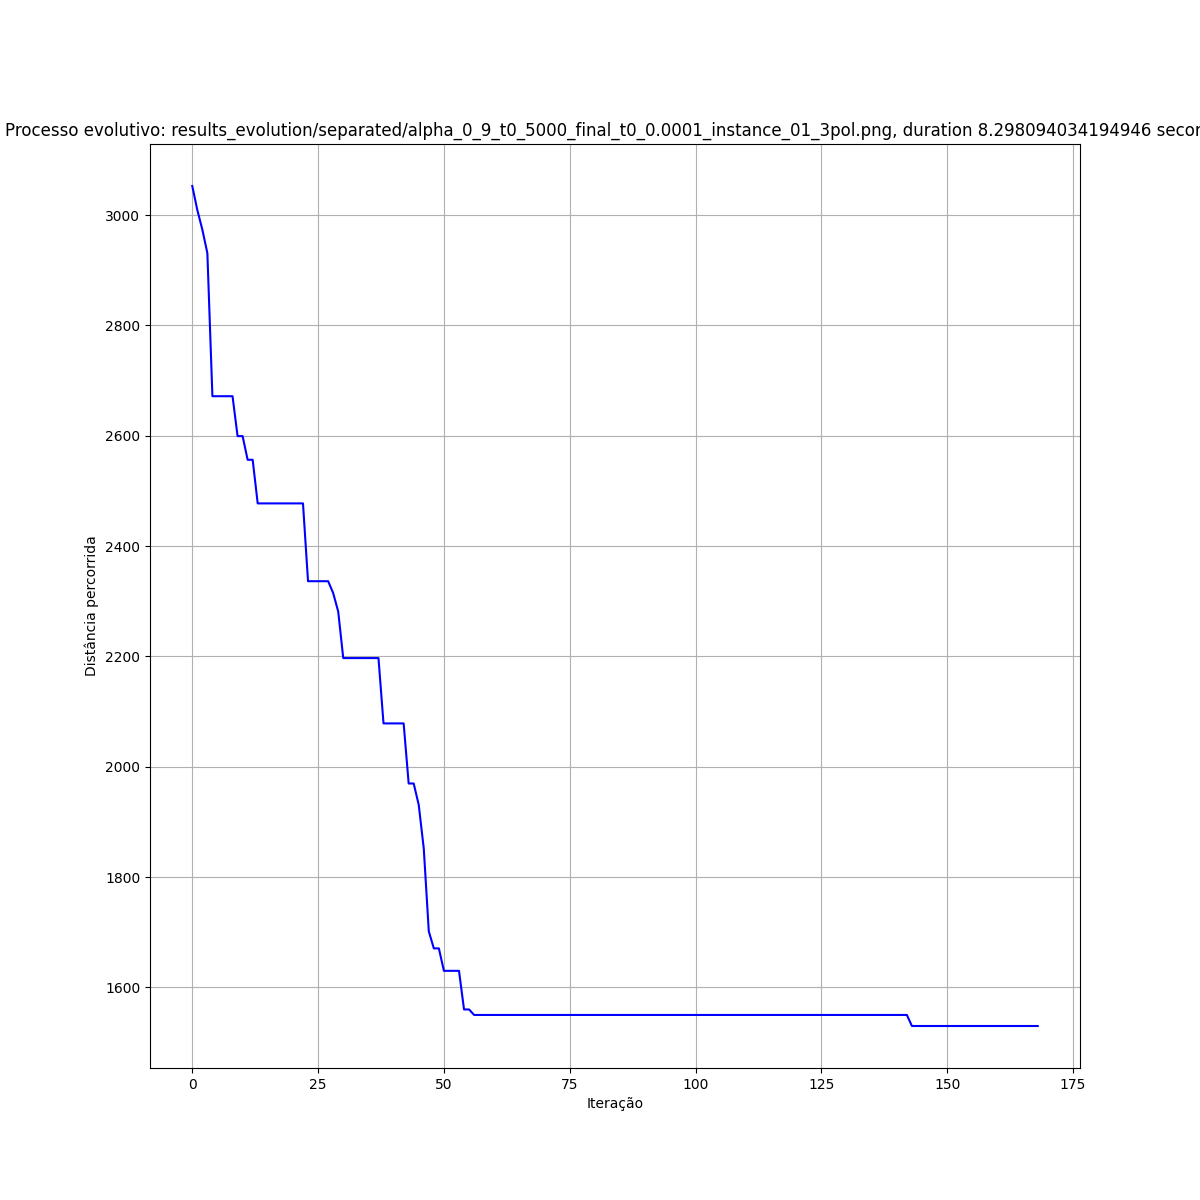 Processo evolutivo: results_evolution/separated/alpha_0_9_t0_5000_final_t0_0.0001_instance_01_3pol.png, duration 8.298094034194946
3000
2800
2600
2400
2200
2000
1800
1600
Distância percorrida
0 25 50 75 100 125 150 175
Iteração